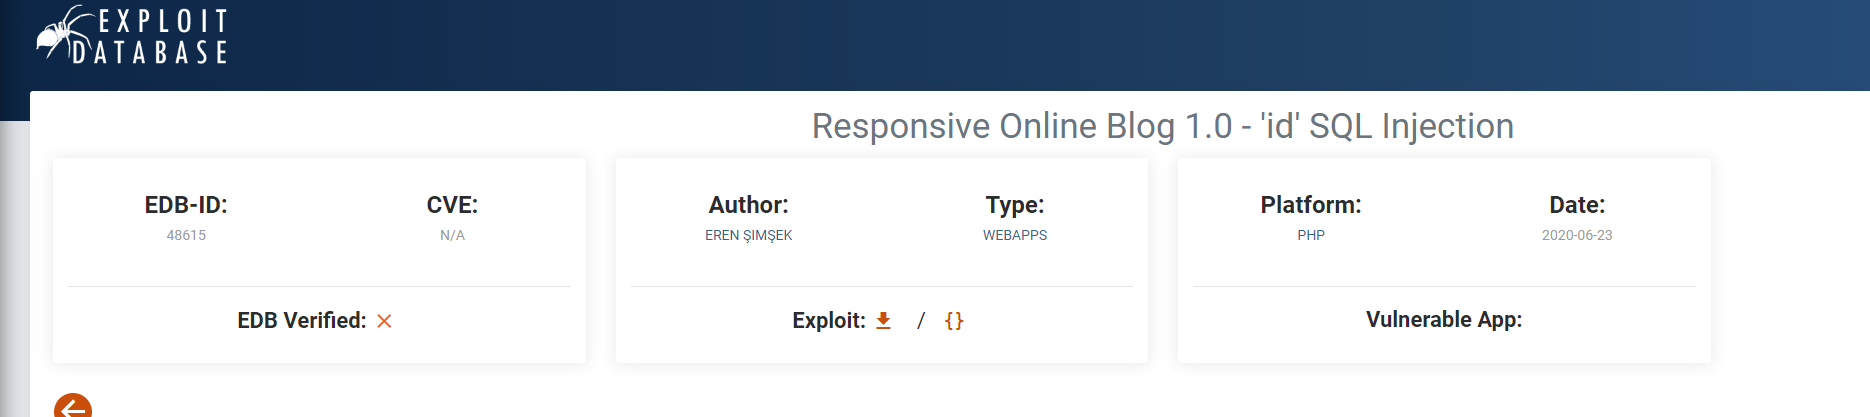 EXPLOIT
DATABASE
Responsive Online Blog 1.0 - 'id' SQL Injection
EDB-ID:
48615
CVE:
N/A
EDB Verified:
Author:
EREN ŞIMŞEK
Type:
WEBAPPS
Exploit: / {}
Platform:
PHP
Date:
2020-06-23
Vulnerable App: